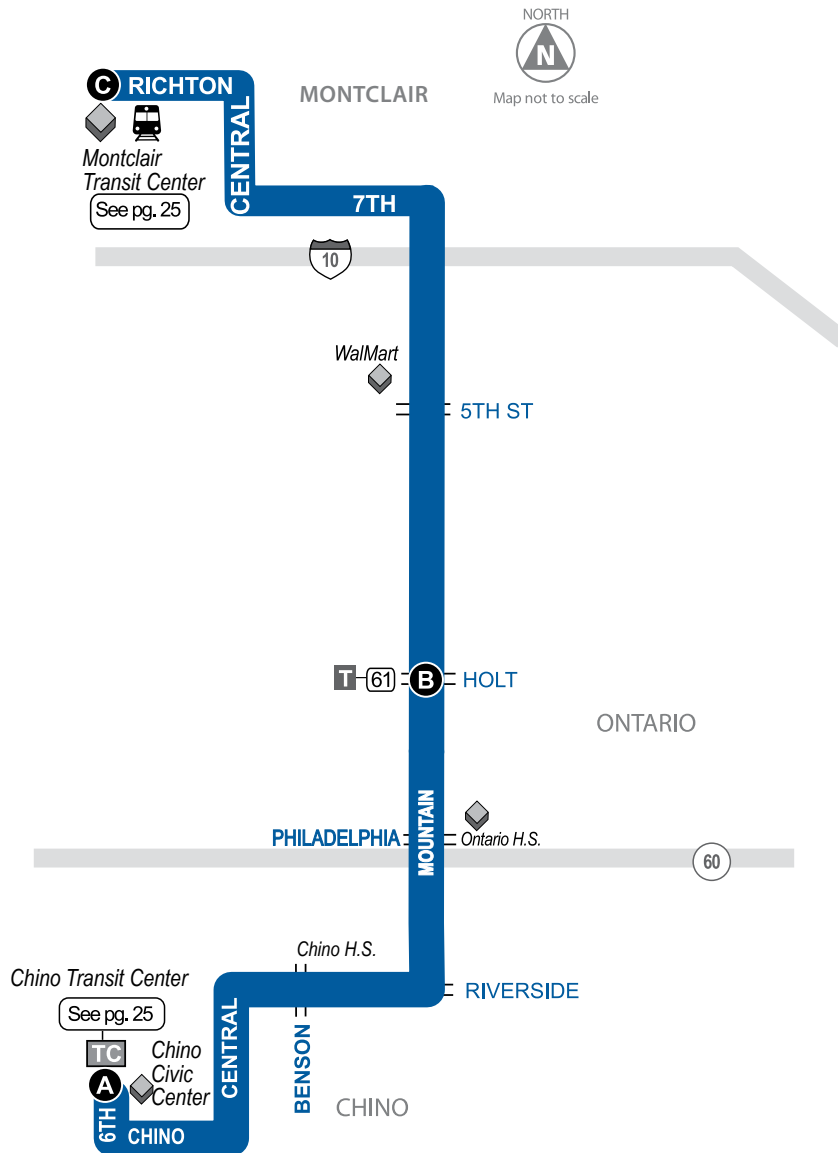 NORTH
N
Map not to scale
C
RICHTON
MONTCLAIR
CENTRAL
Montclair
Transit Center
See pg. 25
7TH
10
WalMart
5TH ST
T
61
B
HOLT
ONTARIO
MOUNTAIN
PHILADELPHIA
Ontario H.S.
60
Chino H.S.
Chino Transit Center
See pg. 25
RIVERSIDE
TC
Chino
Civic
Center
A
CENTRAL
BENSON
6TH
CHINO
CHINO